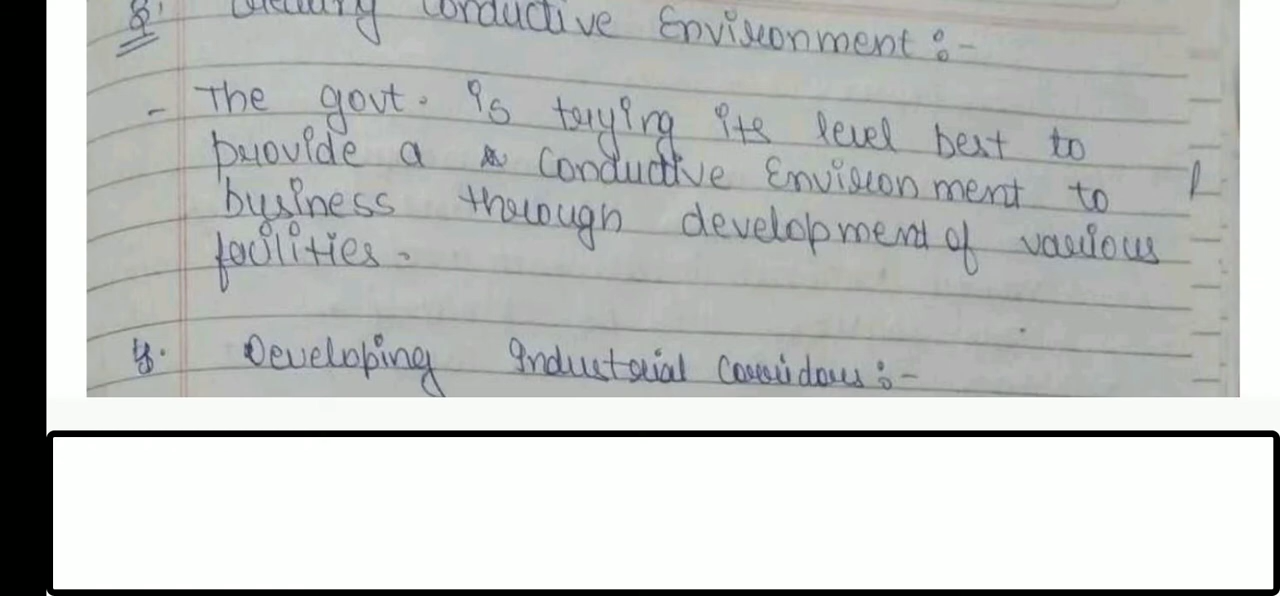 8. Conductive Environment :-
- The govt. is trying its level best to
provide a conductive Environment to
business through development of various
facilities.
Developing Industrial Corridors :-